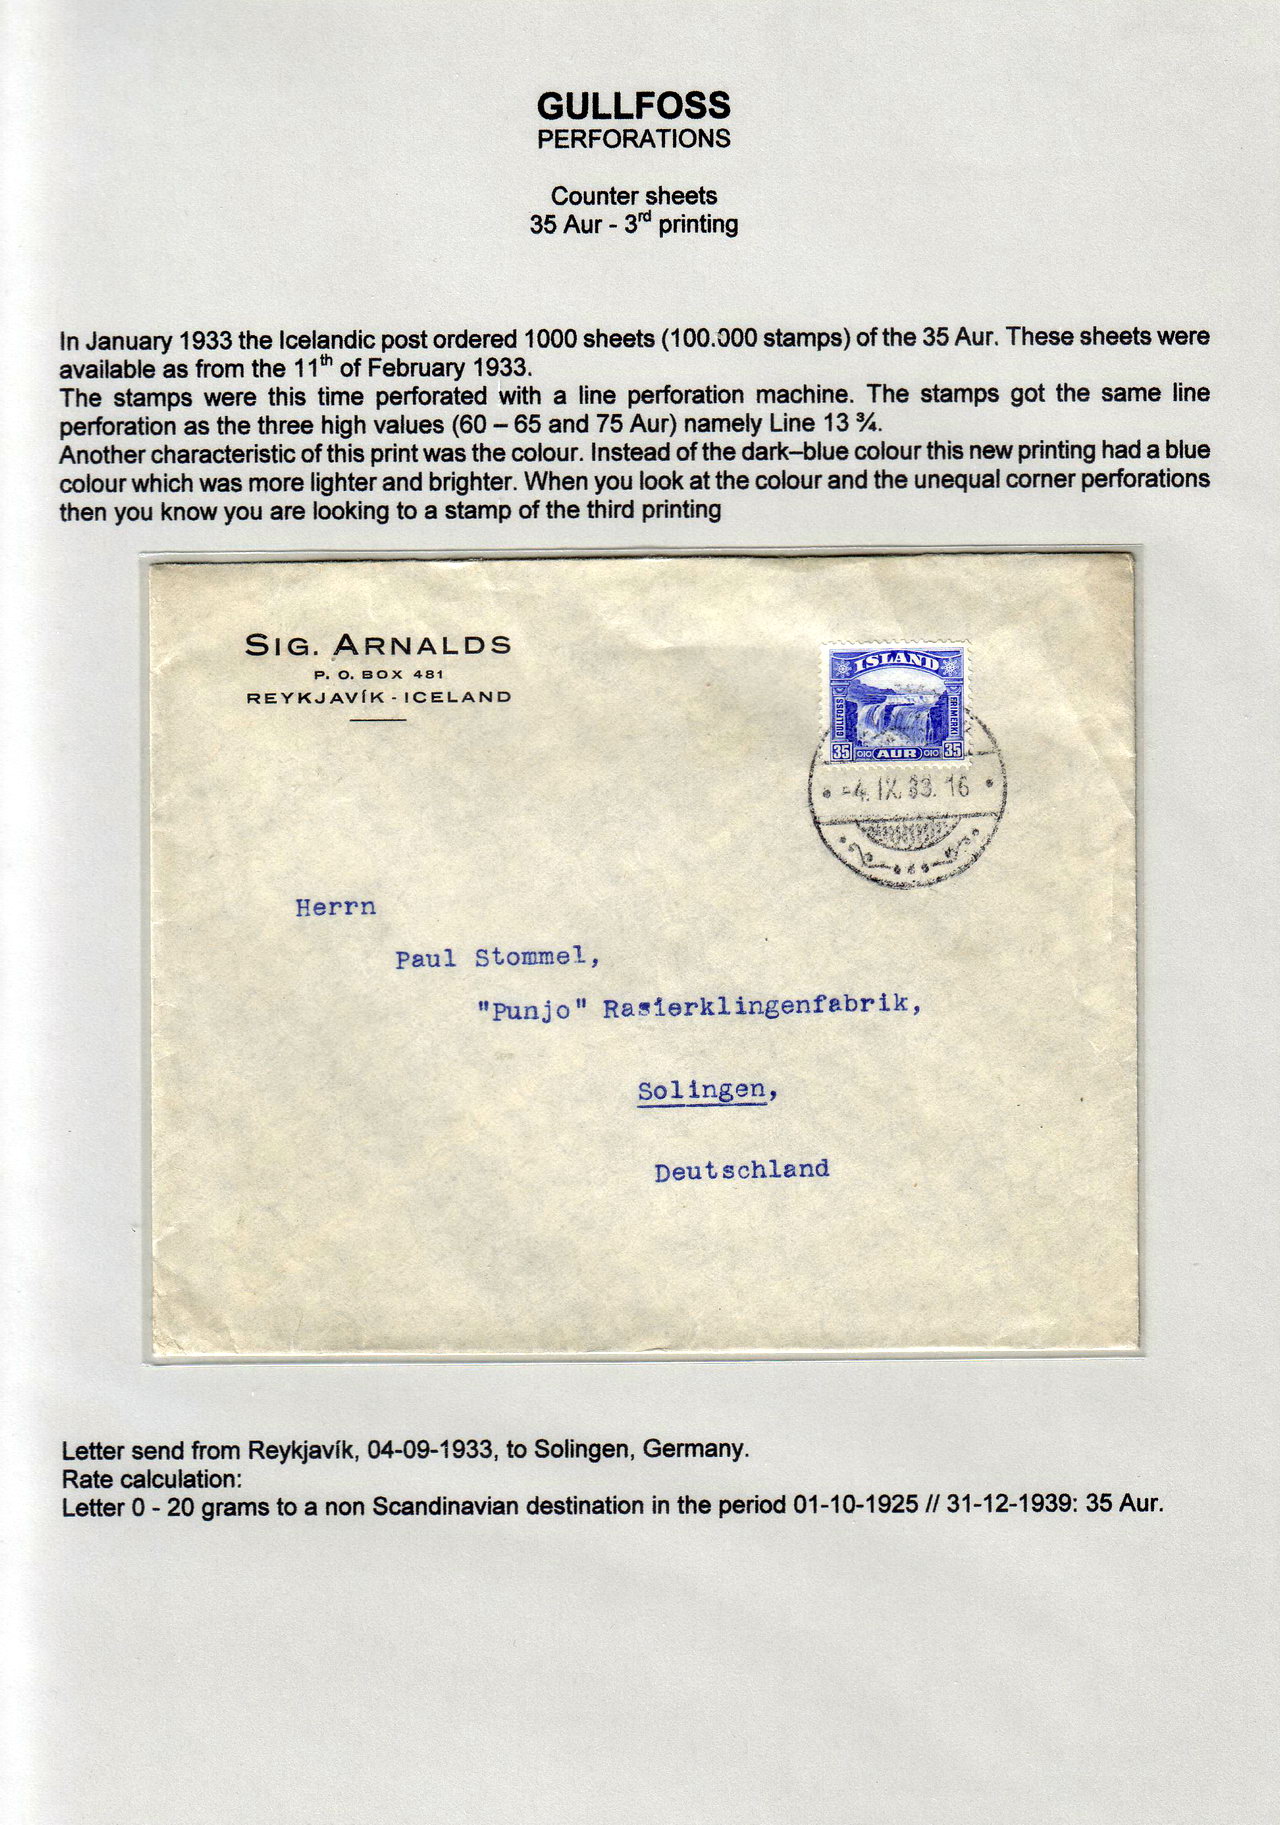 GULLFOSS
PERFORATIONS
Counter sheets
35 Aur - 3rd printing
In January 1933 the Icelandic post ordered 1000 sheets (100.000 stamps) of the 35 Aur. These sheets were
available as from the 11th of February 1933.
The stamps were this time perforated with a line perforation machine. The stamps got the same line
perforation as the three high values (60 – 65 and 75 Aur) namely Line 13 ¾.
Another characteristic of this print was the colour. Instead of the dark–blue colour this new printing had a blue
colour which was more lighter and brighter. When you look at the colour and the unequal corner perforations
then you know you are looking to a stamp of the third printing
SIG. ARNALDS
P. O. BOX 481
REYKJAVÍK - ICELAND
ISLAND
GULLFOSS
FRIMERKI
35 AUR 35
-4. IX. 33. 16
Herrn
Paul Stommel,
"Punjo" Rasierklingenfabrik,
Solingen,
Deutschland
Letter send from Reykjavík, 04-09-1933, to Solingen, Germany.
Rate calculation:
Letter 0 - 20 grams to a non Scandinavian destination in the period 01-10-1925 // 31-12-1939: 35 Aur.